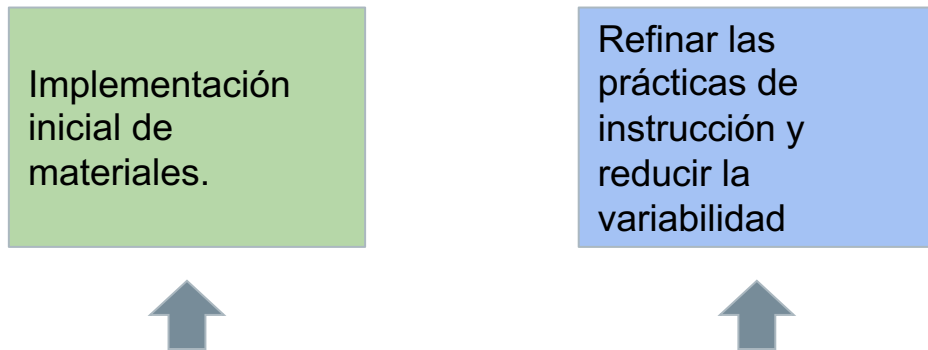 Implementación
inicial de
materiales.
Refinar las
prácticas de
instrucción y
reducir la
variabilidad